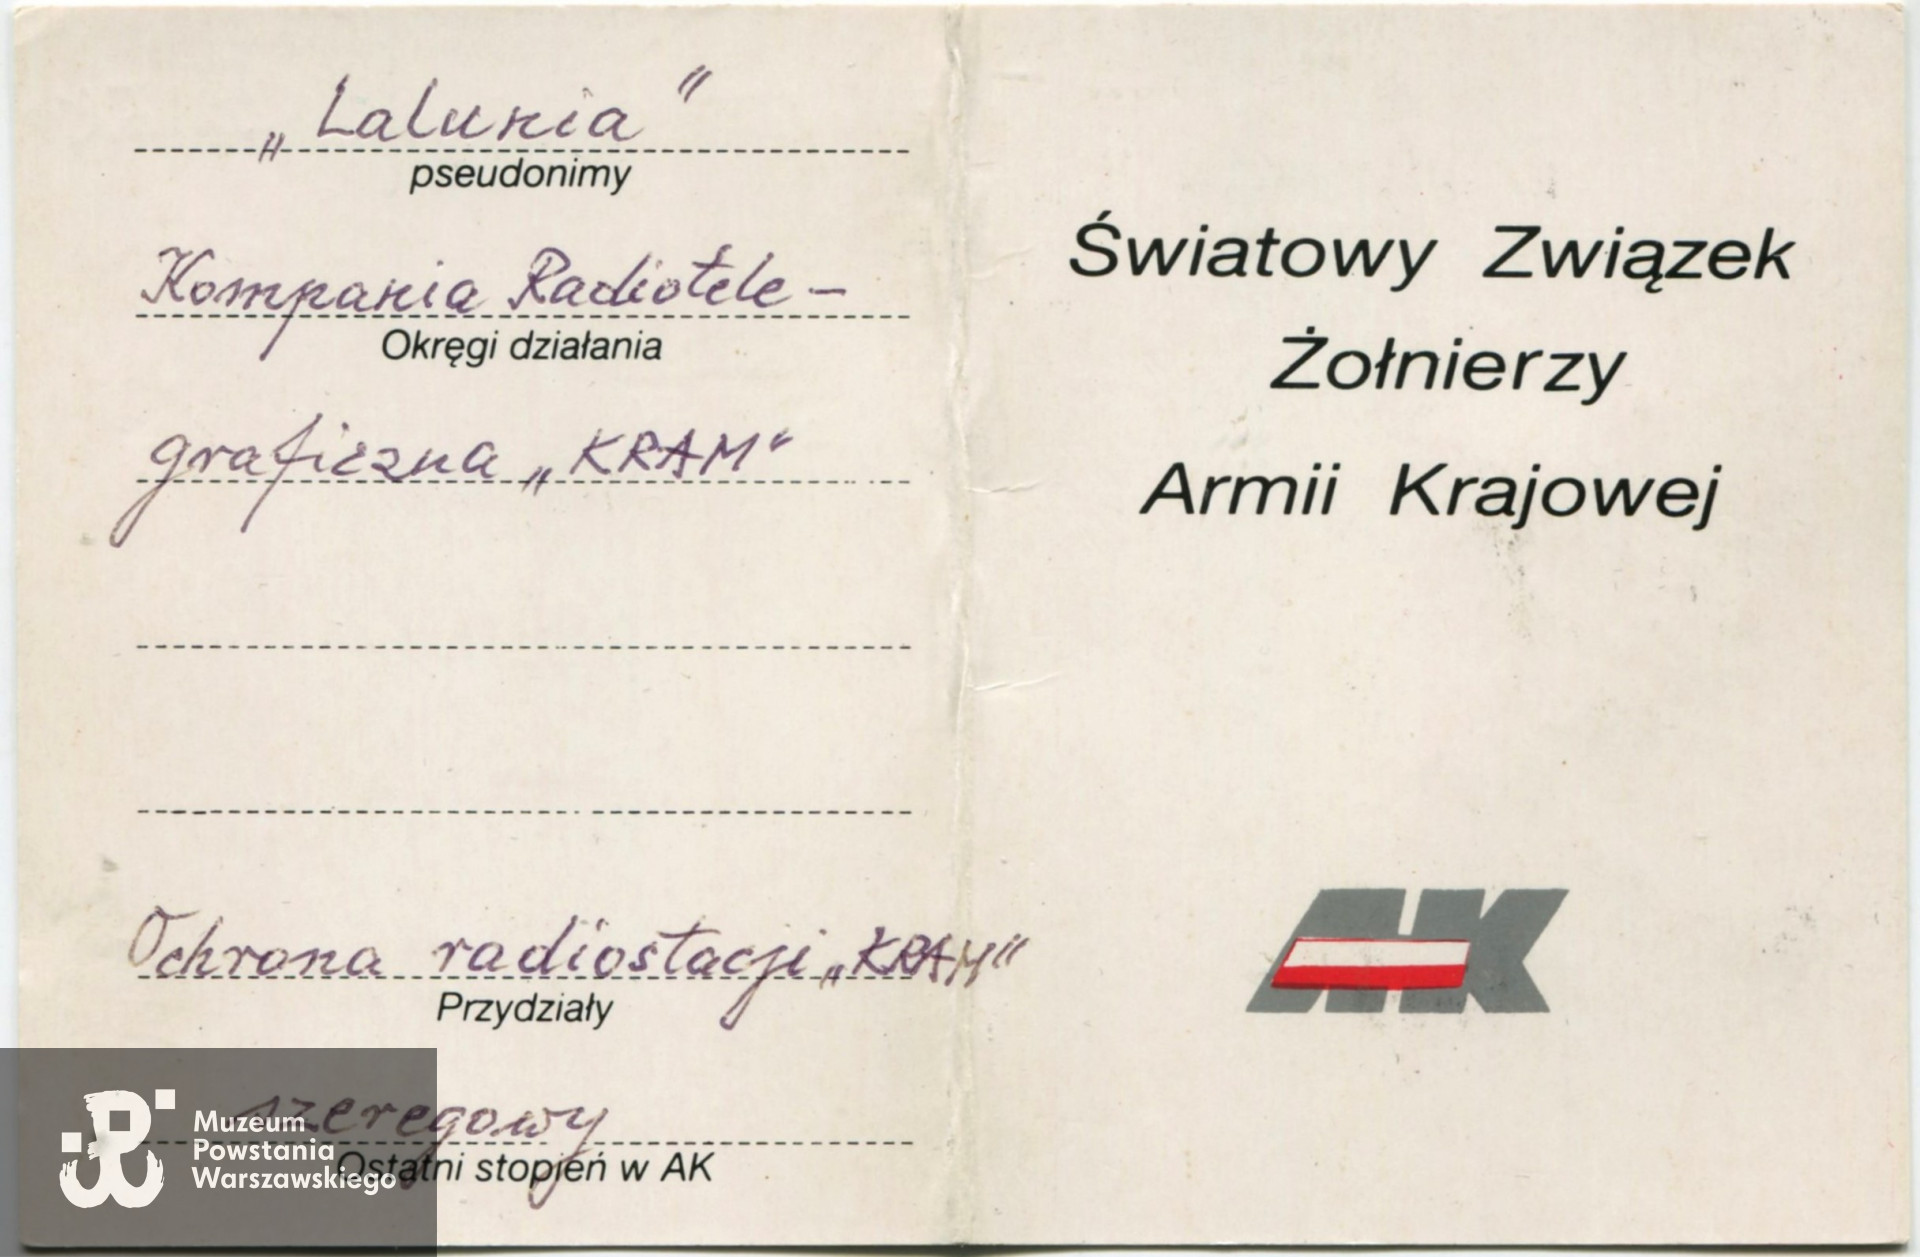 „Lalunia”
pseudonimy
Kompania Radiotele-
Okręgi działania
graficzna „KRAM”
Ochrona radiostacji „KRAM”
Przydziały
szeregowy
Ostatni stopień w AK
Muzeum
Powstania
Warszawskiego
Światowy Związek
Żołnierzy
Armii Krajowej
AK